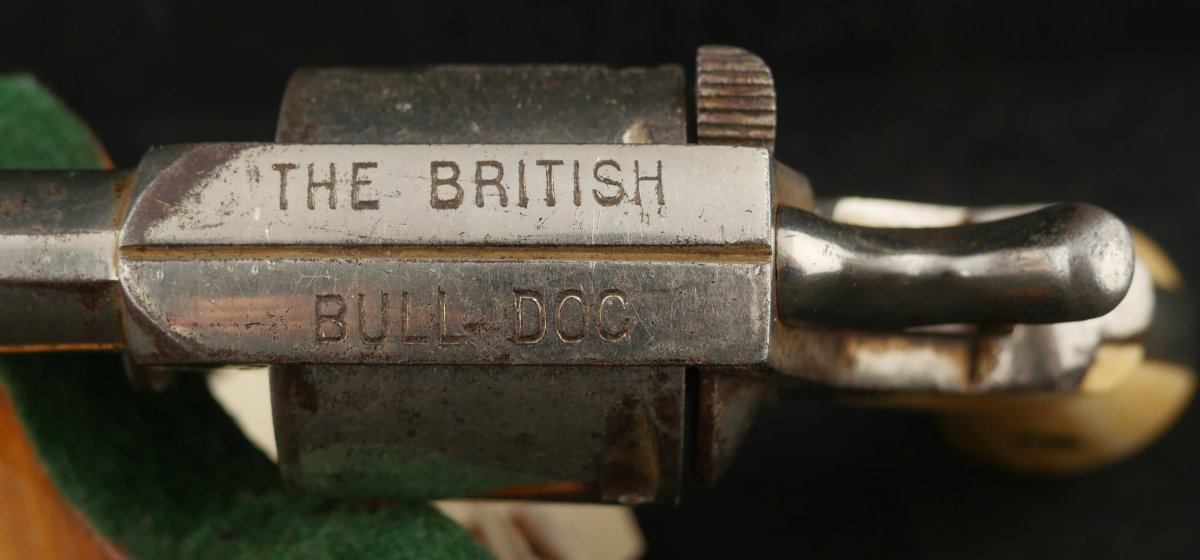 THE BRITISH
BULL DOG